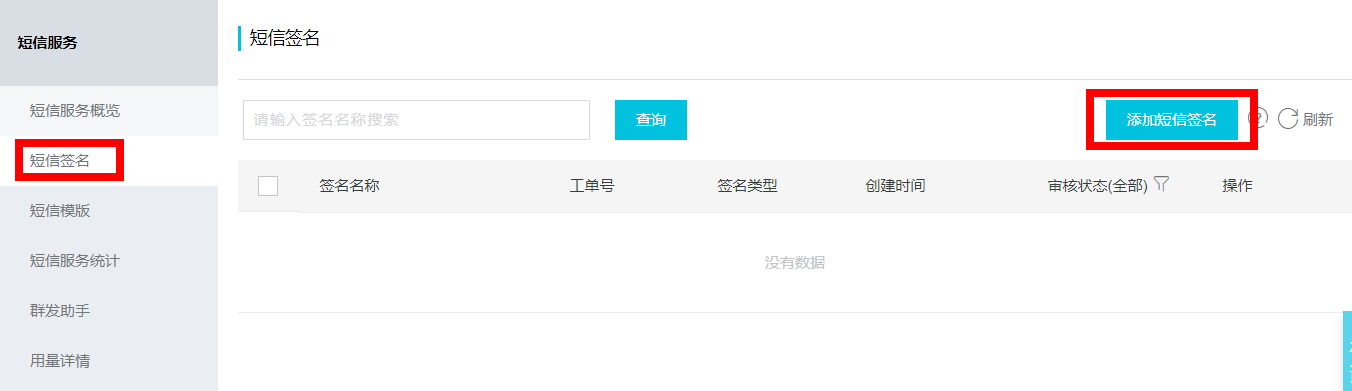 短信服务
短信服务概览
短信签名
短信模版
短信服务统计
群发助手
用量详情
短信签名
请输入签名名称搜索
查询
添加短信签名
刷新
签名名称 工单号 签名类型 创建时间 审核状态(全部) 操作
没有数据